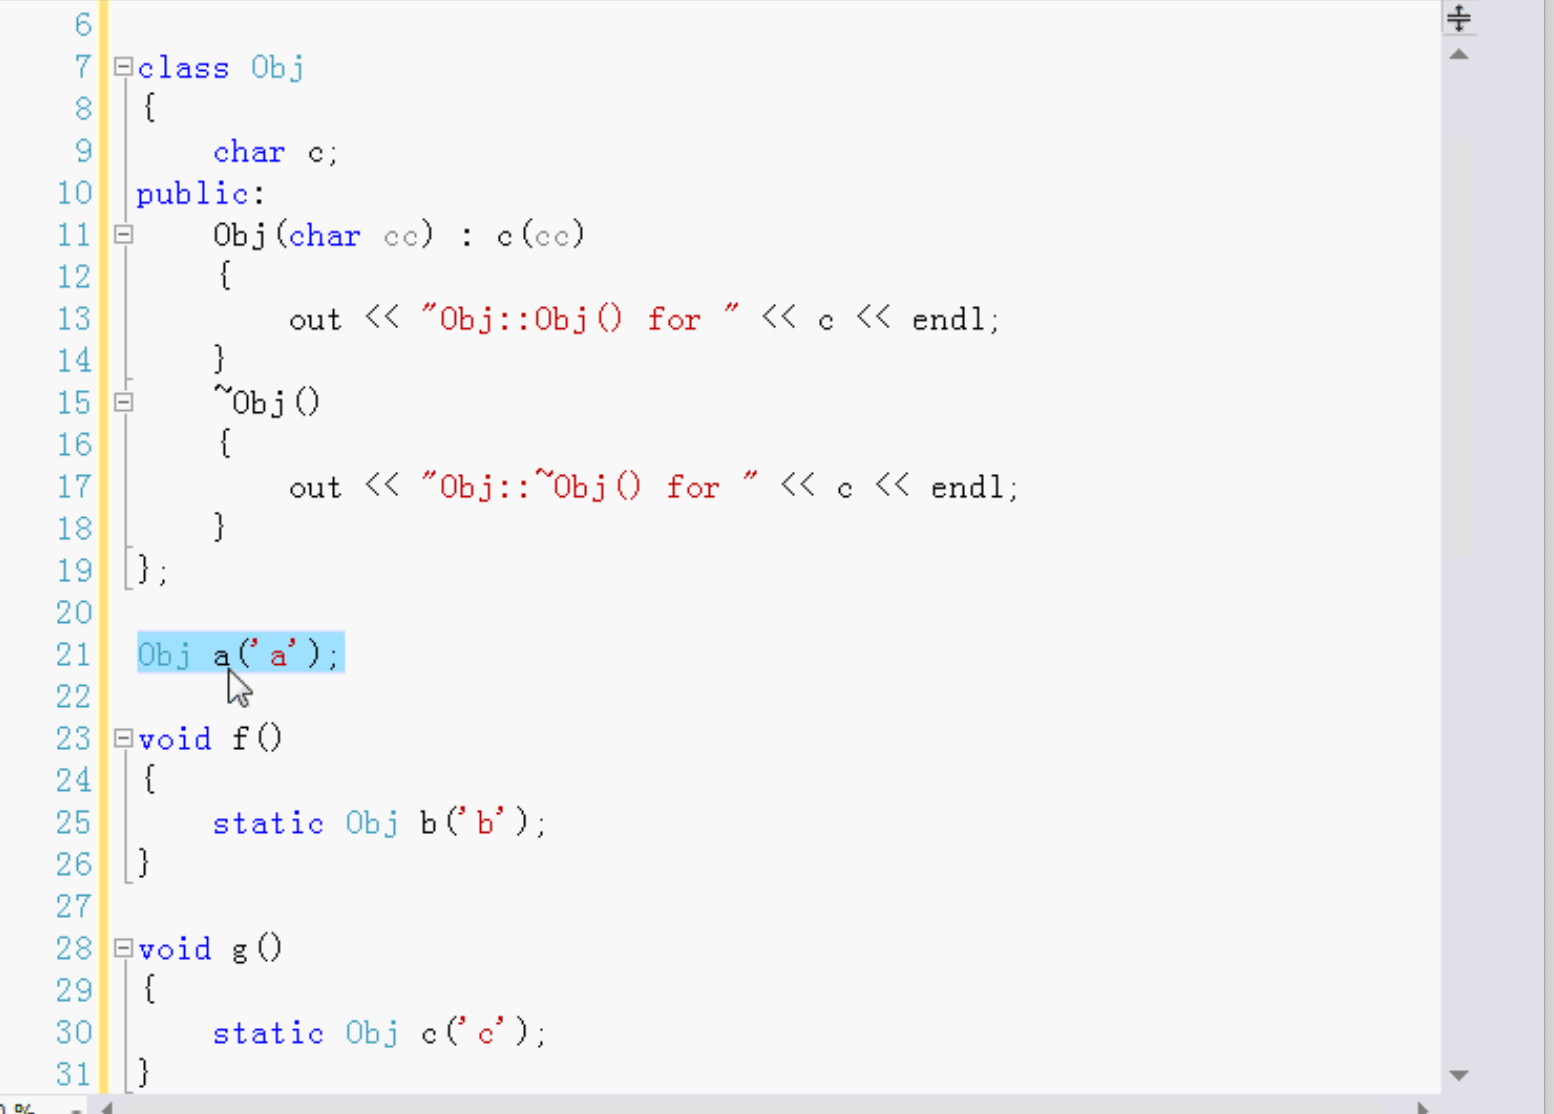 6
7 class Obj
8 {
9     char c;
10 public:
11     Obj(char cc) : c(cc)
12     {
13         out << "Obj::Obj() for " << c << endl;
14     }
15     ~Obj()
16     {
17         out << "Obj::~Obj() for " << c << endl;
18     }
19 };
20
21 Obj a('a');
22
23 void f()
24 {
25     static Obj b('b');
26 }
27
28 void g()
29 {
30     static Obj c('c');
31 }